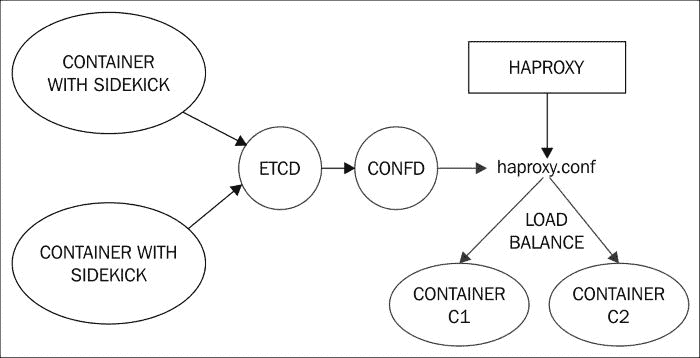 CONTAINER
WITH SIDEKICK
HAPROXY
ETCD
CONFD
haproxy.conf
CONTAINER WITH
SIDEKICK
LOAD
BALANCE
CONTAINER
C1
CONTAINER
C2